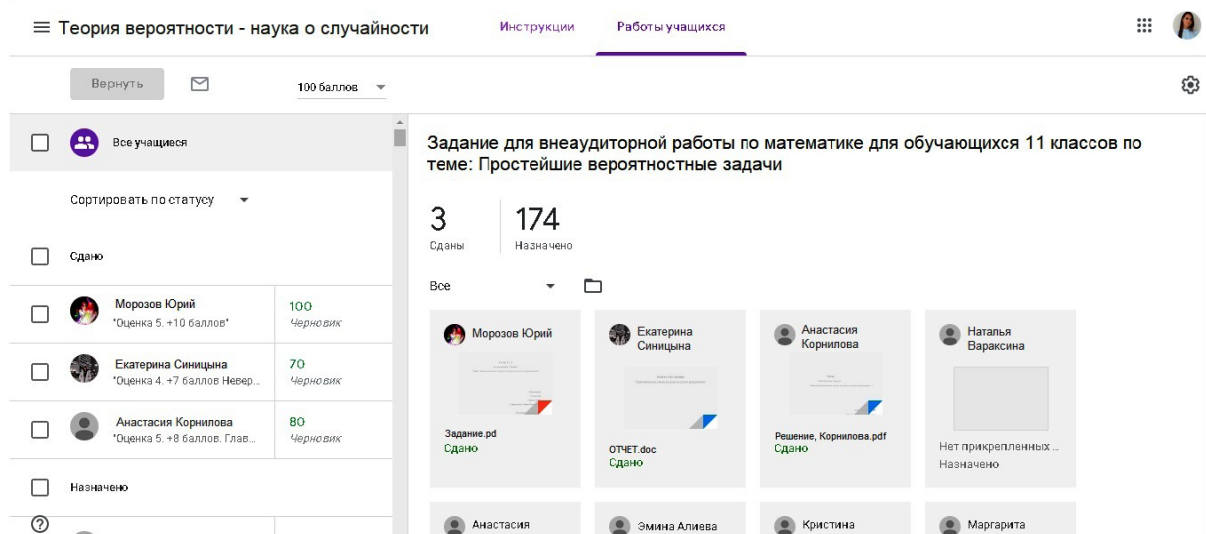 Теория вероятности - наука о случайности
Инструкции
Работы учащихся
Вернуть
100 баллов
Все учащиеся
Сортировать по статусу
Сдано
Морозов Юрий
"Оценка 5. +10 баллов"
100
Черновик
Екатерина Синицына
"Оценка 4. +7 баллов Невер...
70
Черновик
Анастасия Корнилова
"Оценка 5. +8 баллов. Глав...
80
Черновик
Назначено
Задание для внеаудиторной работы по математике для обучающихся 11 классов по
теме: Простейшие вероятностные задачи
3
Сданы
174
Назначено
Все
Морозов Юрий
Задание.pd
Сдано
Екатерина
Синицына
ОТЧЕТ.doc
Сдано
Анастасия
Корнилова
Решение, Корнилова.pdf
Сдано
Наталья
Вараксина
Нет прикрепленных ...
Назначено
Анастасия
Эмина Алиева
Кристина
Маргарита